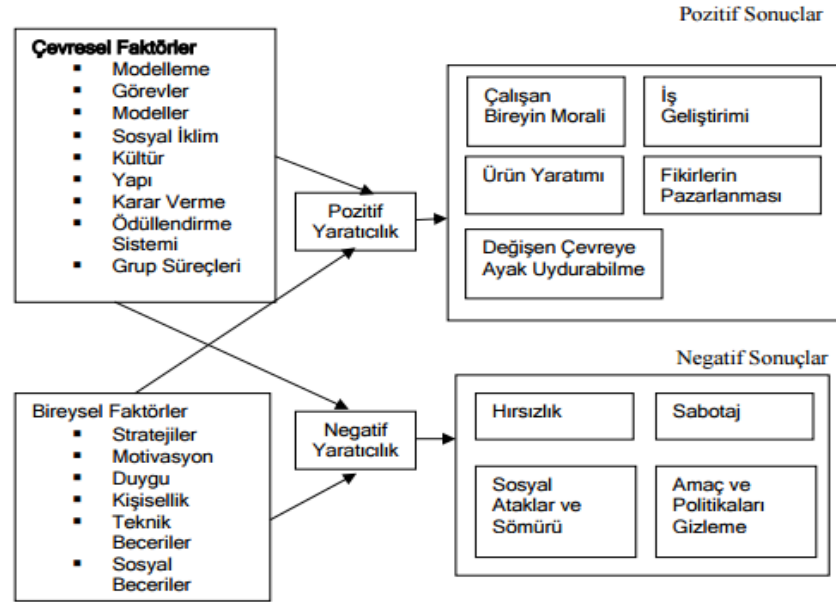 Pozitif Sonuçlar
Çevresel Faktörler
Modelleme
Görevler
Modeller
Sosyal İklim
Kültür
Yapı
Karar Verme
Ödüllendirme
Sistemi
Grup Süreçleri
Pozitif
Yaratıcılık
Çalışan
Bireyin Morali
İş
Geliştirimi
Ürün Yaratımı
Fikirlerin
Pazarlanması
Değişen Çevreye
Ayak Uydurabilme
Negatif Sonuçlar
Bireysel Faktörler
Stratejiler
Motivasyon
Duygu
Kişisellik
Teknik
Beceriler
Sosyal
Beceriler
Negatif
Yaratıcılık
Hırsızlık
Sabotaj
Sosyal
Ataklar ve
Sömürü
Amaç ve
Politikaları
Gizleme